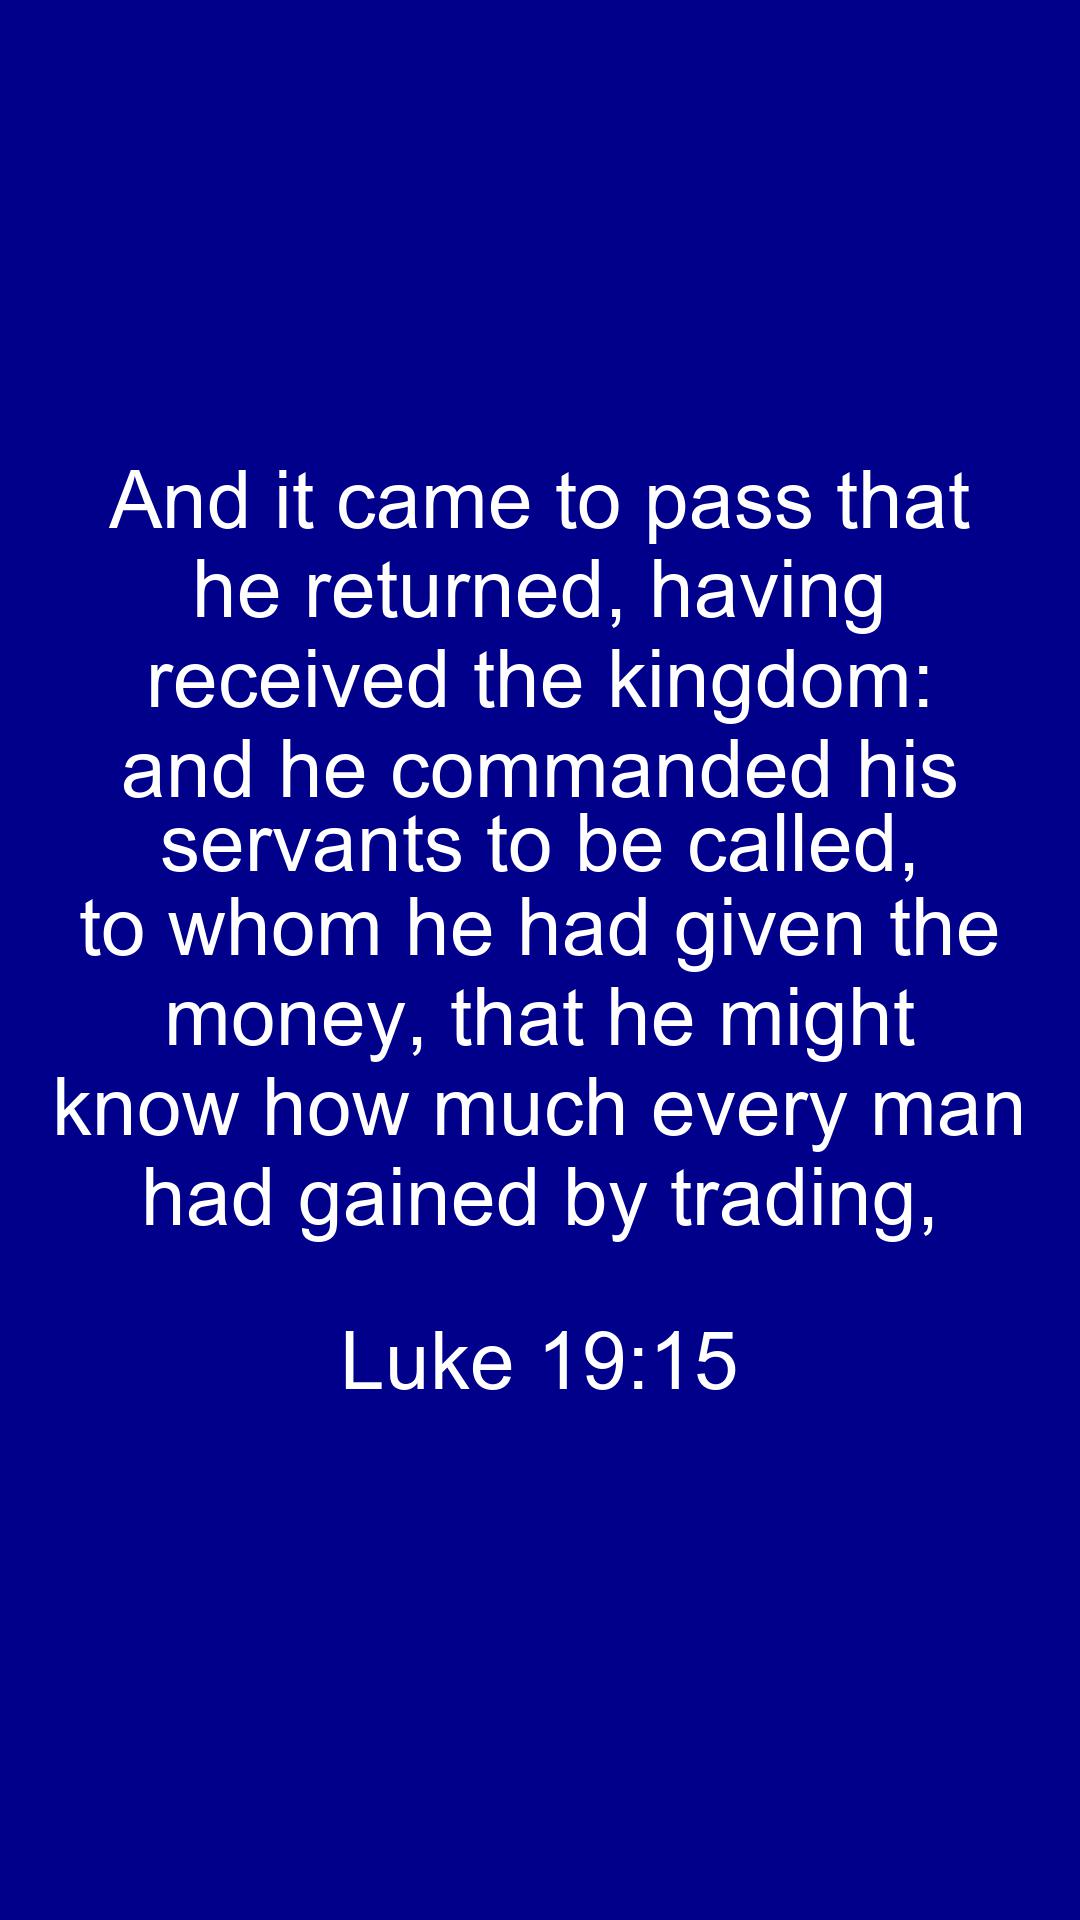 And it came to pass that
he returned, having
received the kingdom:
and he commanded his
servants to be called,
to whom he had given the
money, that he might
know how much every man
had gained by trading,
Luke 19:15